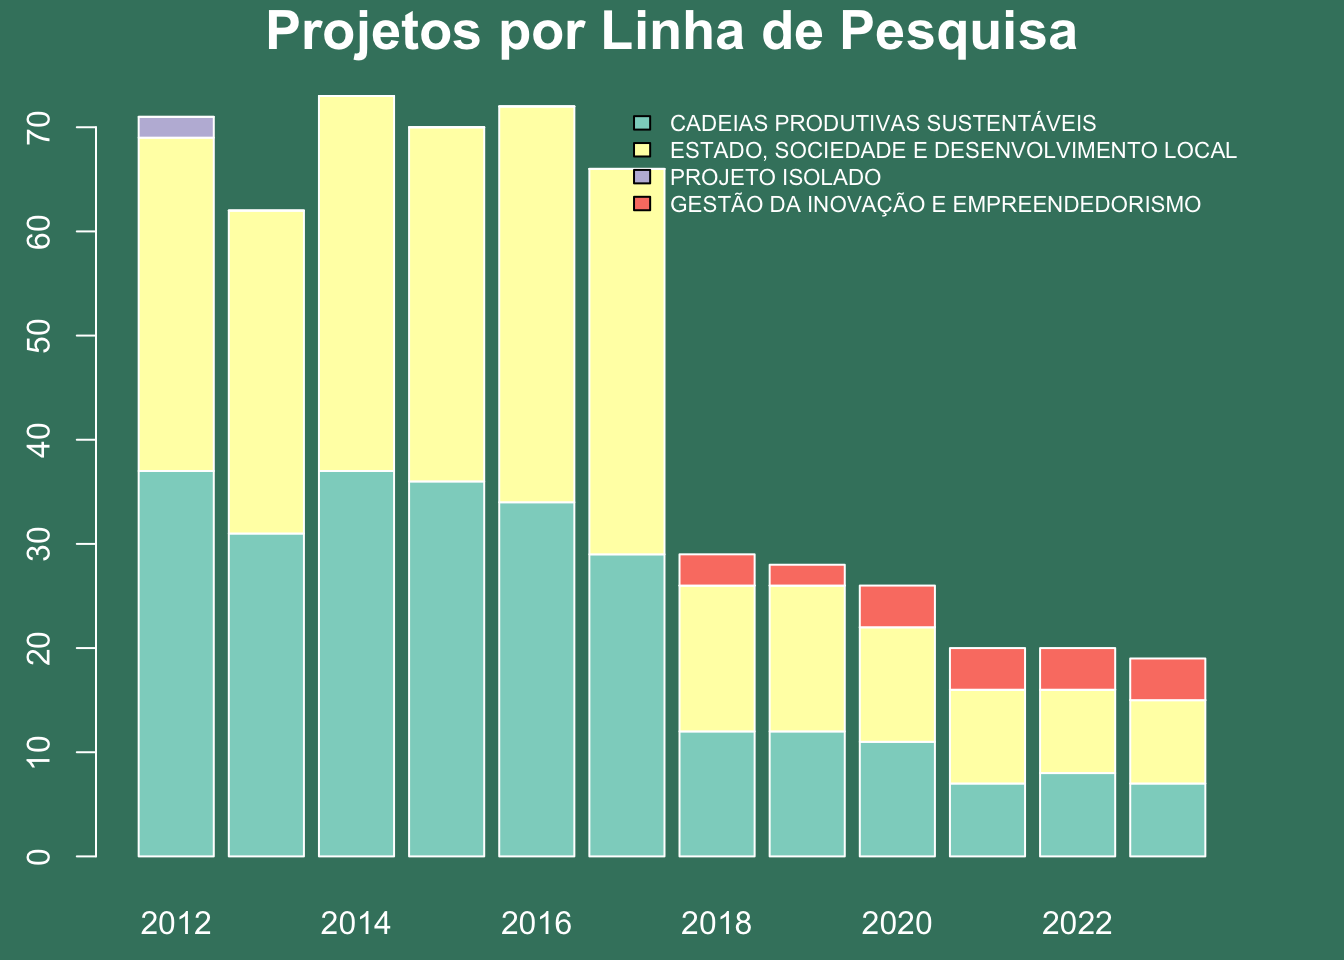 Projetos por Linha de Pesquisa
CADEIAS PRODUTIVAS SUSTENTÁVEIS
ESTADO, SOCIEDADE E DESENVOLVIMENTO LOCAL
PROJETO ISOLADO
GESTÃO DA INOVAÇÃO E EMPREENDEDORISMO
70
60
50
40
30
20
10
0
2012 2014 2016 2018 2020 2022